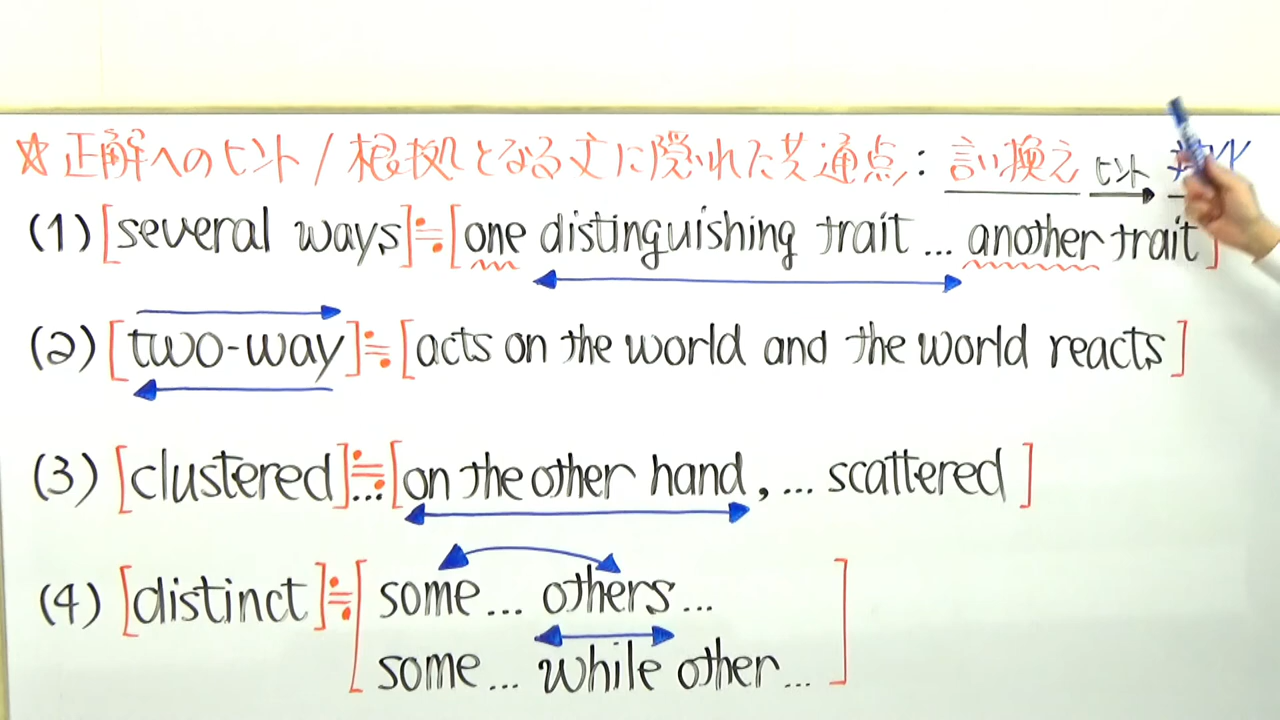 ☆正解へのヒント/根拠となる文に隠れた共通点:言い換え ヒント
(1)[several ways]≒[one distinguishing trait … another trait]
(2)[two-way]≒[acts on the world and the world reacts]
(3)[clustered]…≒[on the other hand, … scattered]
(4)[distinct]≒[some … others …
some … while other …]